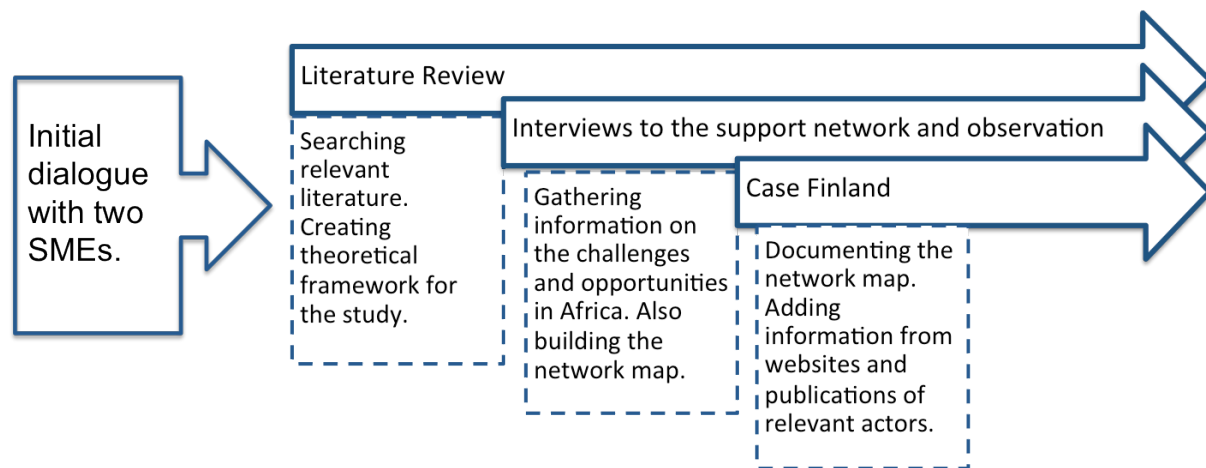 Initial
dialogue
with two
SMEs.
Literature Review
Searching
relevant
literature.
Creating
theoretical
framework for
the study.
Interviews to the support network and observation
Gathering
information on
the challenges
and opportunities
in Africa. Also
building the
network map.
Case Finland
Documenting the
network map.
Adding
information from
websites and
publications of
relevant actors.